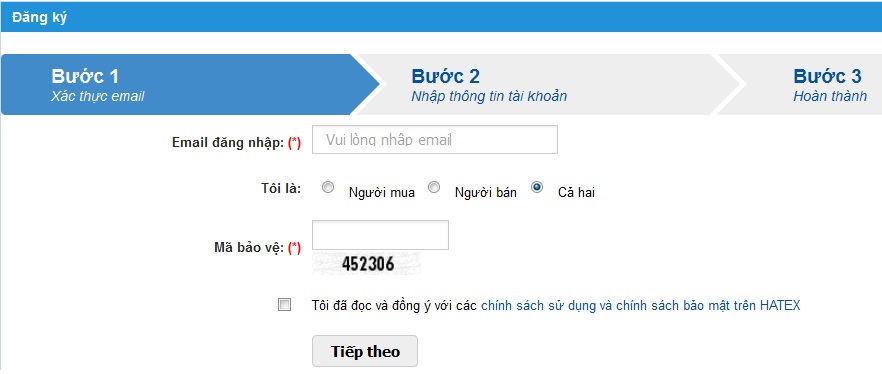 Đăng ký
Bước 1
Xác thực email
Bước 2
Nhập thông tin tài khoản
Bước 3
Hoàn thành
Email đăng nhập: (*)
Vui lòng nhập email
Tôi là:
Người mua
Người bán
Cả hai
Mã bảo vệ: (*)
452306
Tôi đã đọc và đồng ý với các chính sách sử dụng và chính sách bảo mật trên HATEX
Tiếp theo